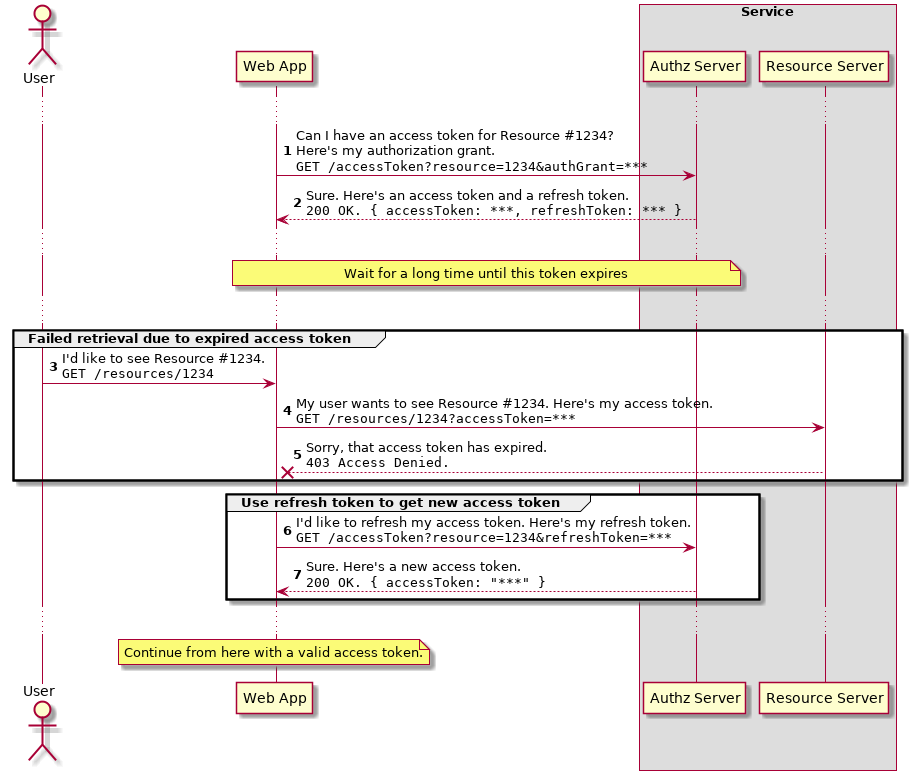 Service
User
Web App
Authz Server
Resource Server
Can I have an access token for Resource #1234?
Here's my authorization grant.
1
GET /accessToken?resource=1234&authGrant=***
Sure. Here's an access token and a refresh token.
2
200 OK. { accessToken: ***, refreshToken: *** }
Wait for a long time until this token expires
Failed retrieval due to expired access token
I'd like to see Resource #1234.
3
GET /resources/1234
My user wants to see Resource #1234. Here's my access token.
4
GET /resources/1234?accessToken=***
Sorry, that access token has expired.
5
403 Access Denied.
Use refresh token to get new access token
I'd like to refresh my access token. Here's my refresh token.
6
GET /accessToken?resource=1234&refreshToken=***
Sure. Here's a new access token.
7
200 OK. { accessToken: "***" }
Continue from here with a valid access token.
User
Web App
Authz Server
Resource Server